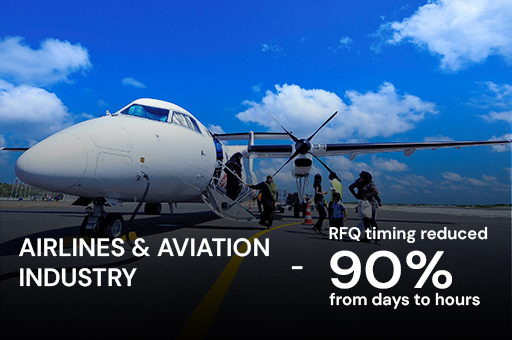 AIRLINES & AVIATION
INDUSTRY
-
RFQ timing reduced
90%
from days to hours